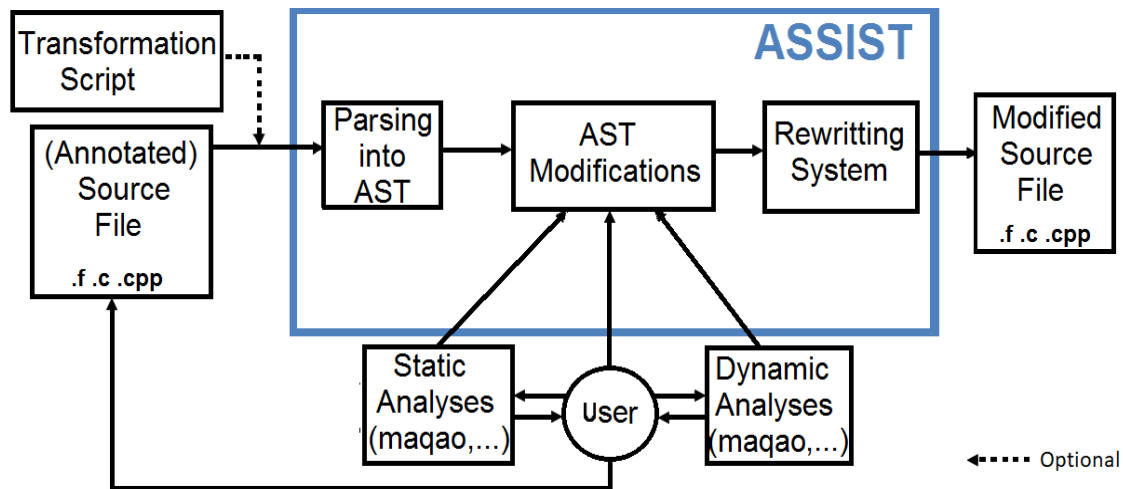 Transformation
Script
(Annotated)
Source
File
.f .c .cpp
ASSIST
Parsing
into
AST
AST
Modifications
Rewritting
System
Modified
Source
File
.f .c .cpp
Static
Analyses
(maqao,...)
User
Dynamic
Analyses
(maqao,...)
Optional